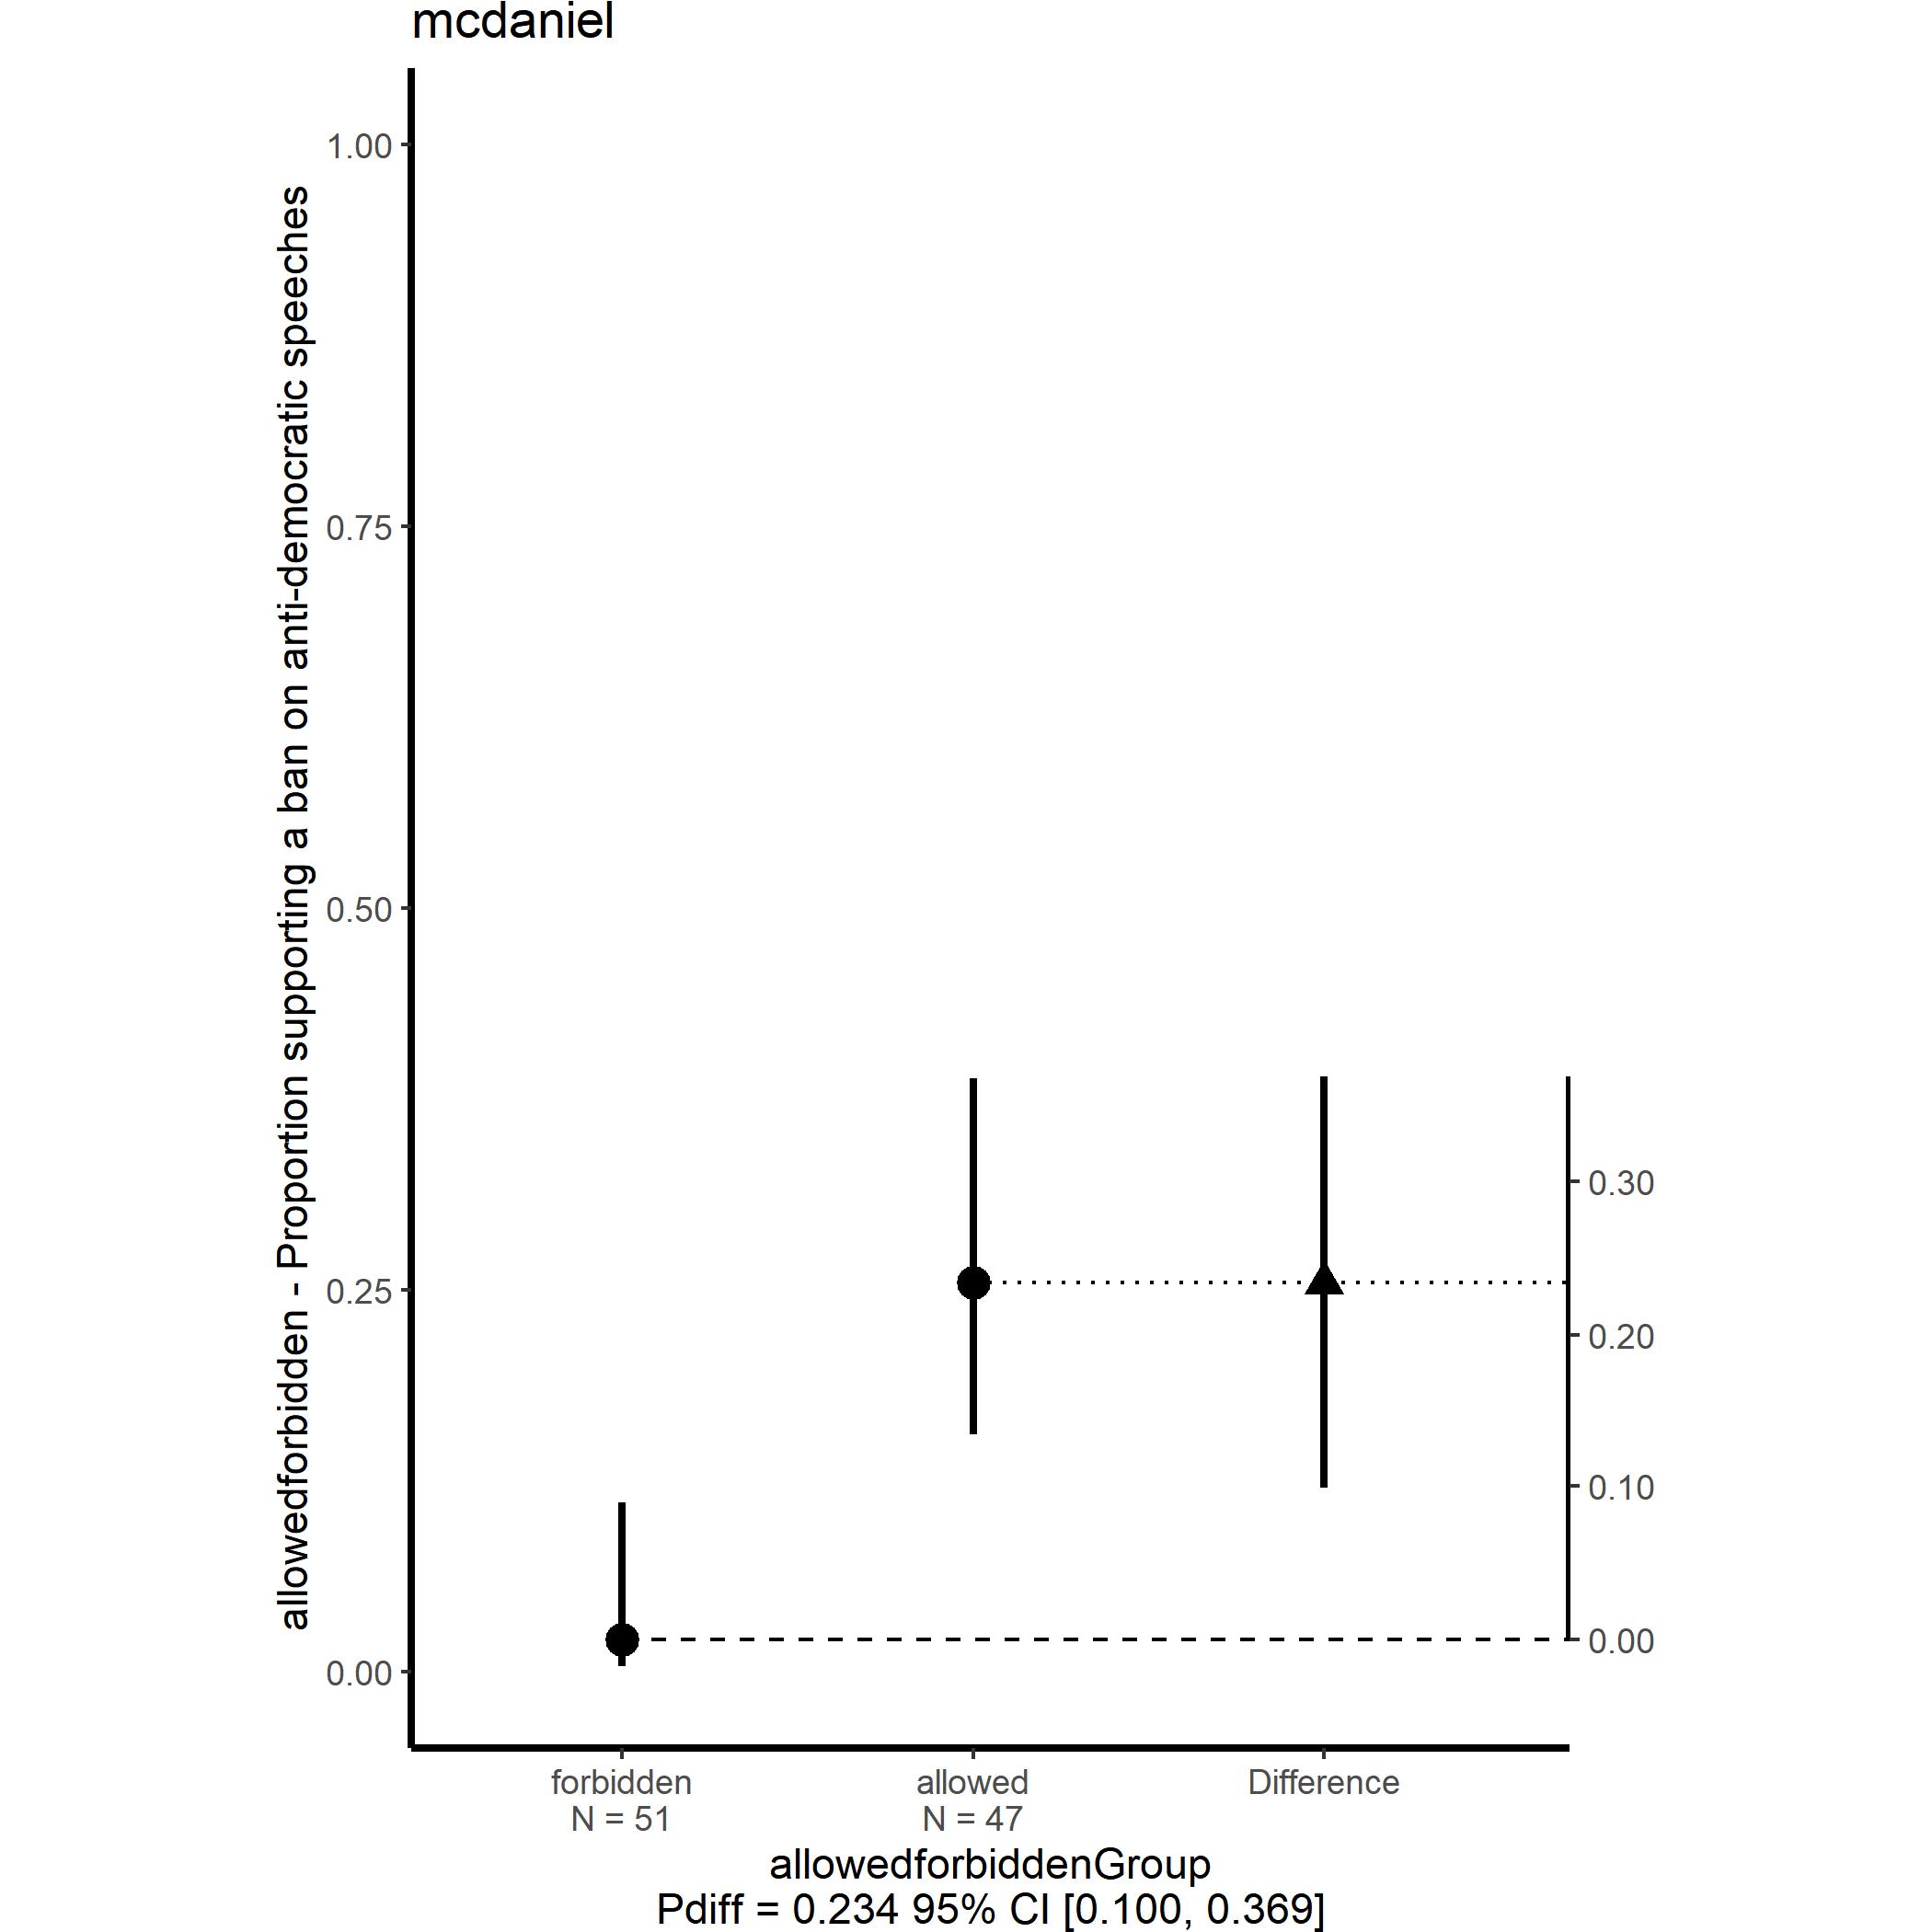 mcdaniel
allowedforbidden - Proportion supporting a ban on anti-democratic speeches
1.00
0.75
0.50
0.25
0.00
0.30
0.20
0.10
0.00
forbidden
N = 51
allowed
N = 47
Difference
allowedforbiddenGroup
Pdiff = 0.234 95% CI [0.100, 0.369]